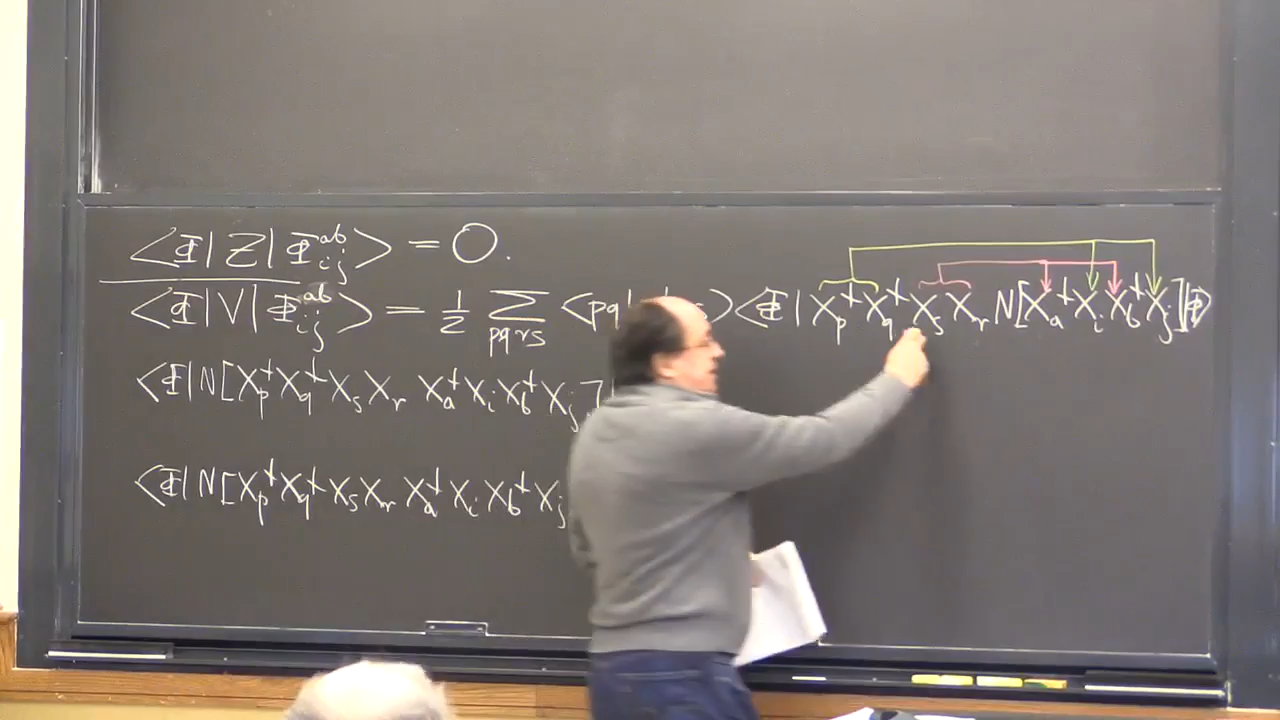 <Φ|Z|Φ_{ij}^{ab}> = 0.
<Φ|V|Φ_{ij}^{ab}> = 1/2 Σ_{pqrs} <pq| > <Φ| X_p^+ X_q^+ X_s X_r N[X_a^+ X_i X_b^+ X_j]|Φ>
<Φ|N[X_p^+ X_q^+ X_s X_r X_a^+ X_i X_b^+ X_j]
<Φ|N[X_p^+ X_q^+ X_s X_r X_a^+ X_i X_b^+ X_j